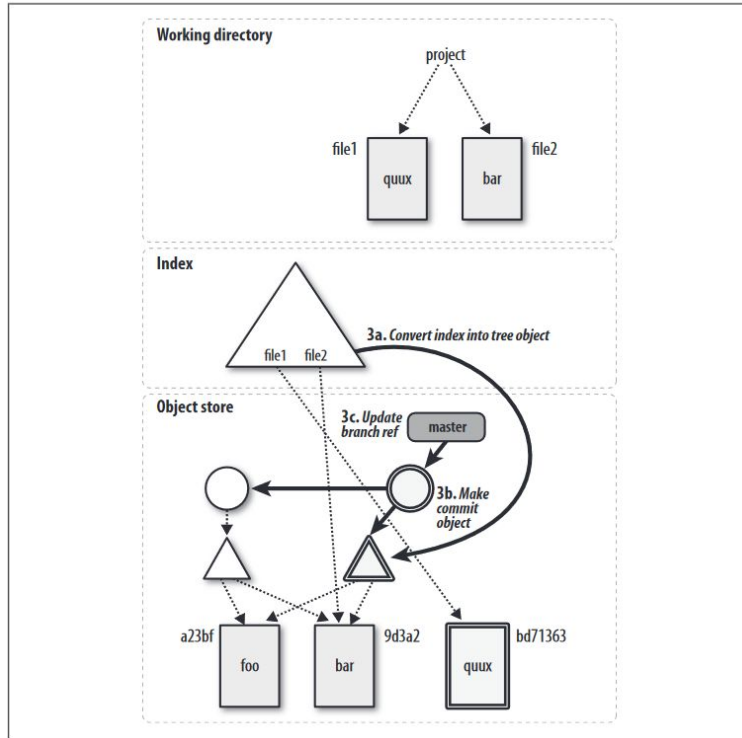 Working directory
project
file1
file2
quux
bar
Index
3a. Convert index into tree object
file1 file2
Object store
3c. Update
branch ref
master
3b. Make
commit
object
a23bf
9d3a2
bd71363
foo
bar
quux